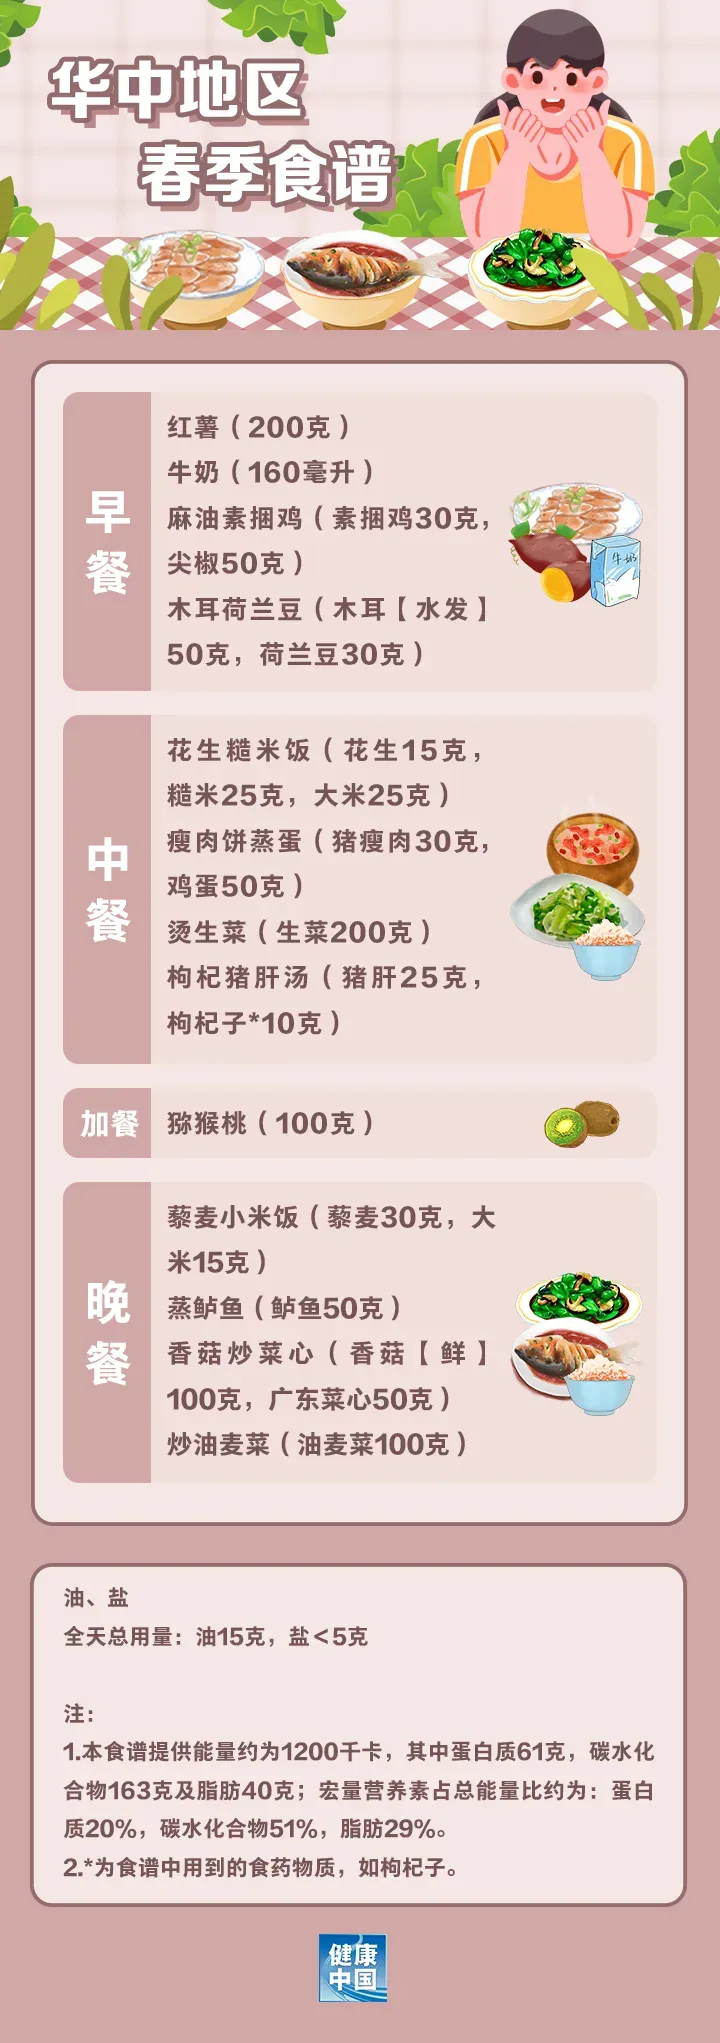 华中地区
春季食谱
早餐
红薯（200克）
牛奶（160毫升）
麻油素捆鸡（素捆鸡30克，
尖椒50克）
木耳荷兰豆（木耳【水发】
50克，荷兰豆30克）
牛奶
中餐
花生糙米饭（花生15克，
糙米25克，大米25克）
瘦肉饼蒸蛋（猪瘦肉30克，
鸡蛋50克）
烫生菜（生菜200克）
枸杞猪肝汤（猪肝25克，
枸杞子*10克）
加餐
猕猴桃（100克）
晚餐
藜麦小米饭（藜麦30克，大
米15克）
蒸鲈鱼（鲈鱼50克）
香菇炒菜心（香菇【鲜】
100克，广东菜心50克）
炒油麦菜（油麦菜100克）
油、盐
全天总用量：油15克，盐＜5克
注：
1.本食谱提供能量约为1200千卡，其中蛋白质61克，碳水化
合物163克及脂肪40克；宏量营养素占总能量比约为：蛋白
质20%，碳水化合物51%，脂肪29%。
2.*为食谱中用到的食药物质，如枸杞子。
健康
中国